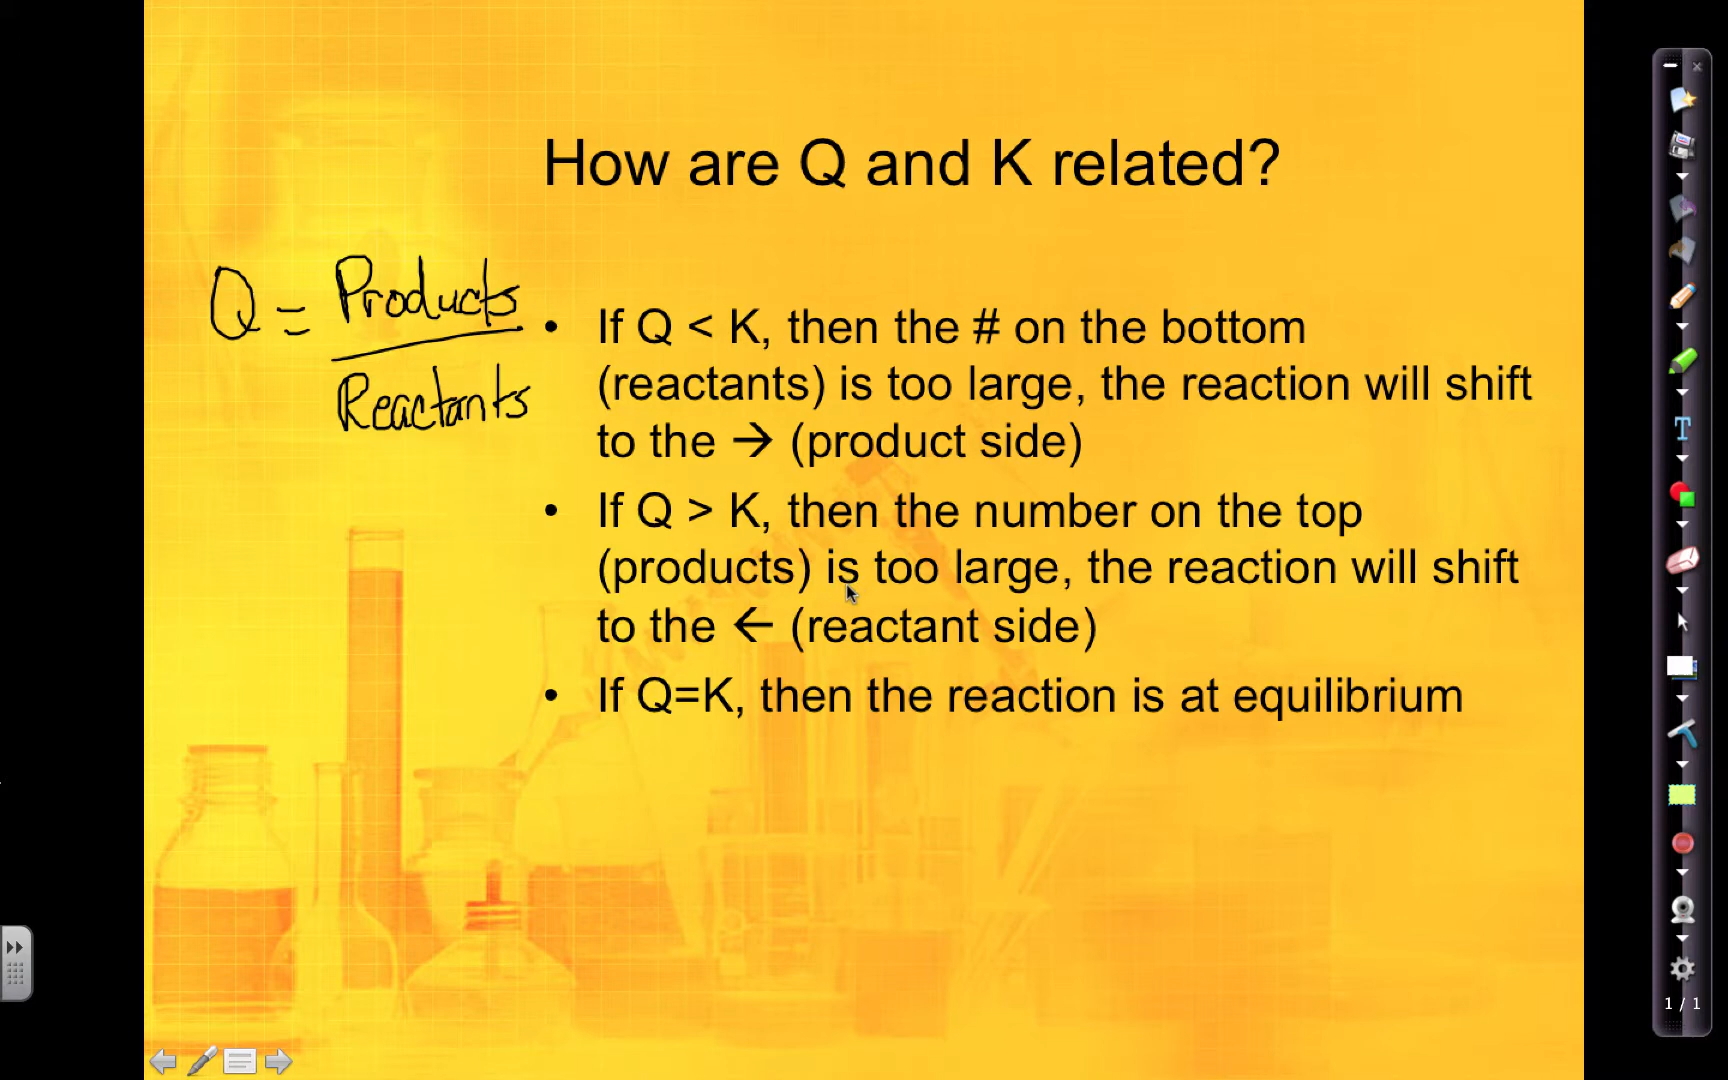 How are Q and K related?
Q = Products
Reactants
• If Q < K, then the # on the bottom
(reactants) is too large, the reaction will shift
to the → (product side)
• If Q > K, then the number on the top
(products) is too large, the reaction will shift
to the ← (reactant side)
• If Q=K, then the reaction is at equilibrium
T
1 / 1